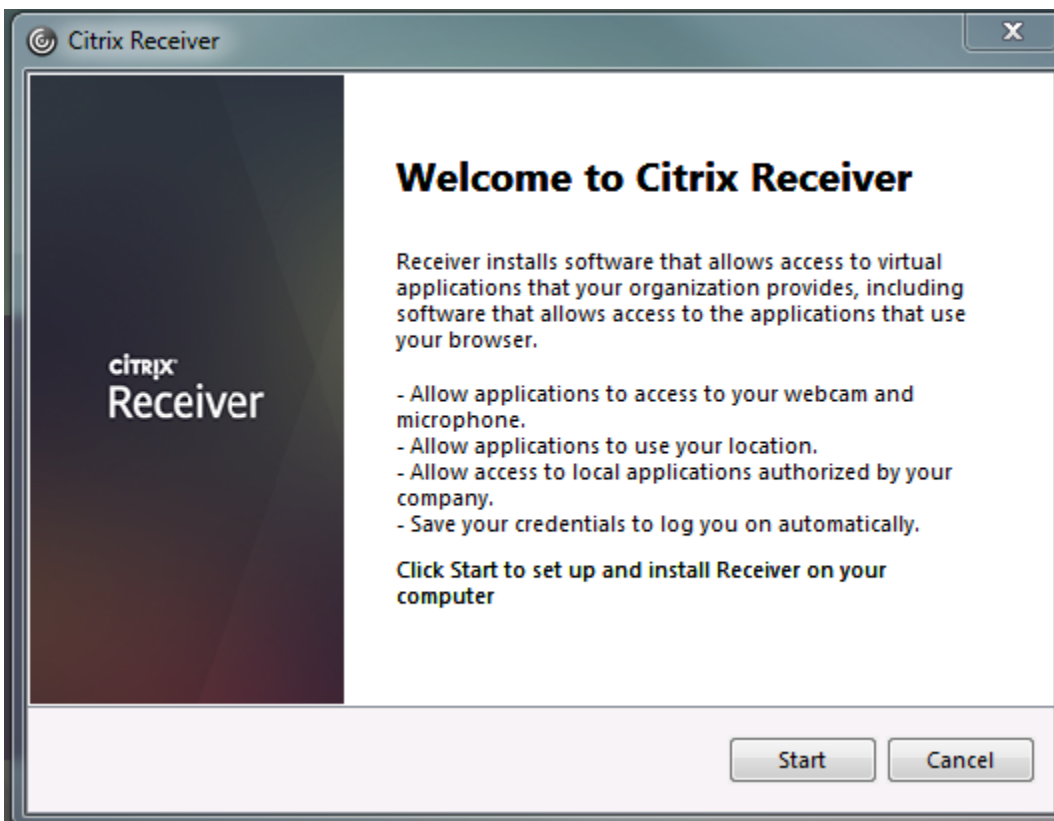 Citrix Receiver
X
Welcome to Citrix Receiver
Receiver installs software that allows access to virtual
applications that your organization provides, including
software that allows access to the applications that use
your browser.
- Allow applications to access to your webcam and
microphone.
- Allow applications to use your location.
- Allow access to local applications authorized by your
company.
- Save your credentials to log you on automatically.
Click Start to set up and install Receiver on your
computer
CİTRIX
Receiver
Start
Cancel